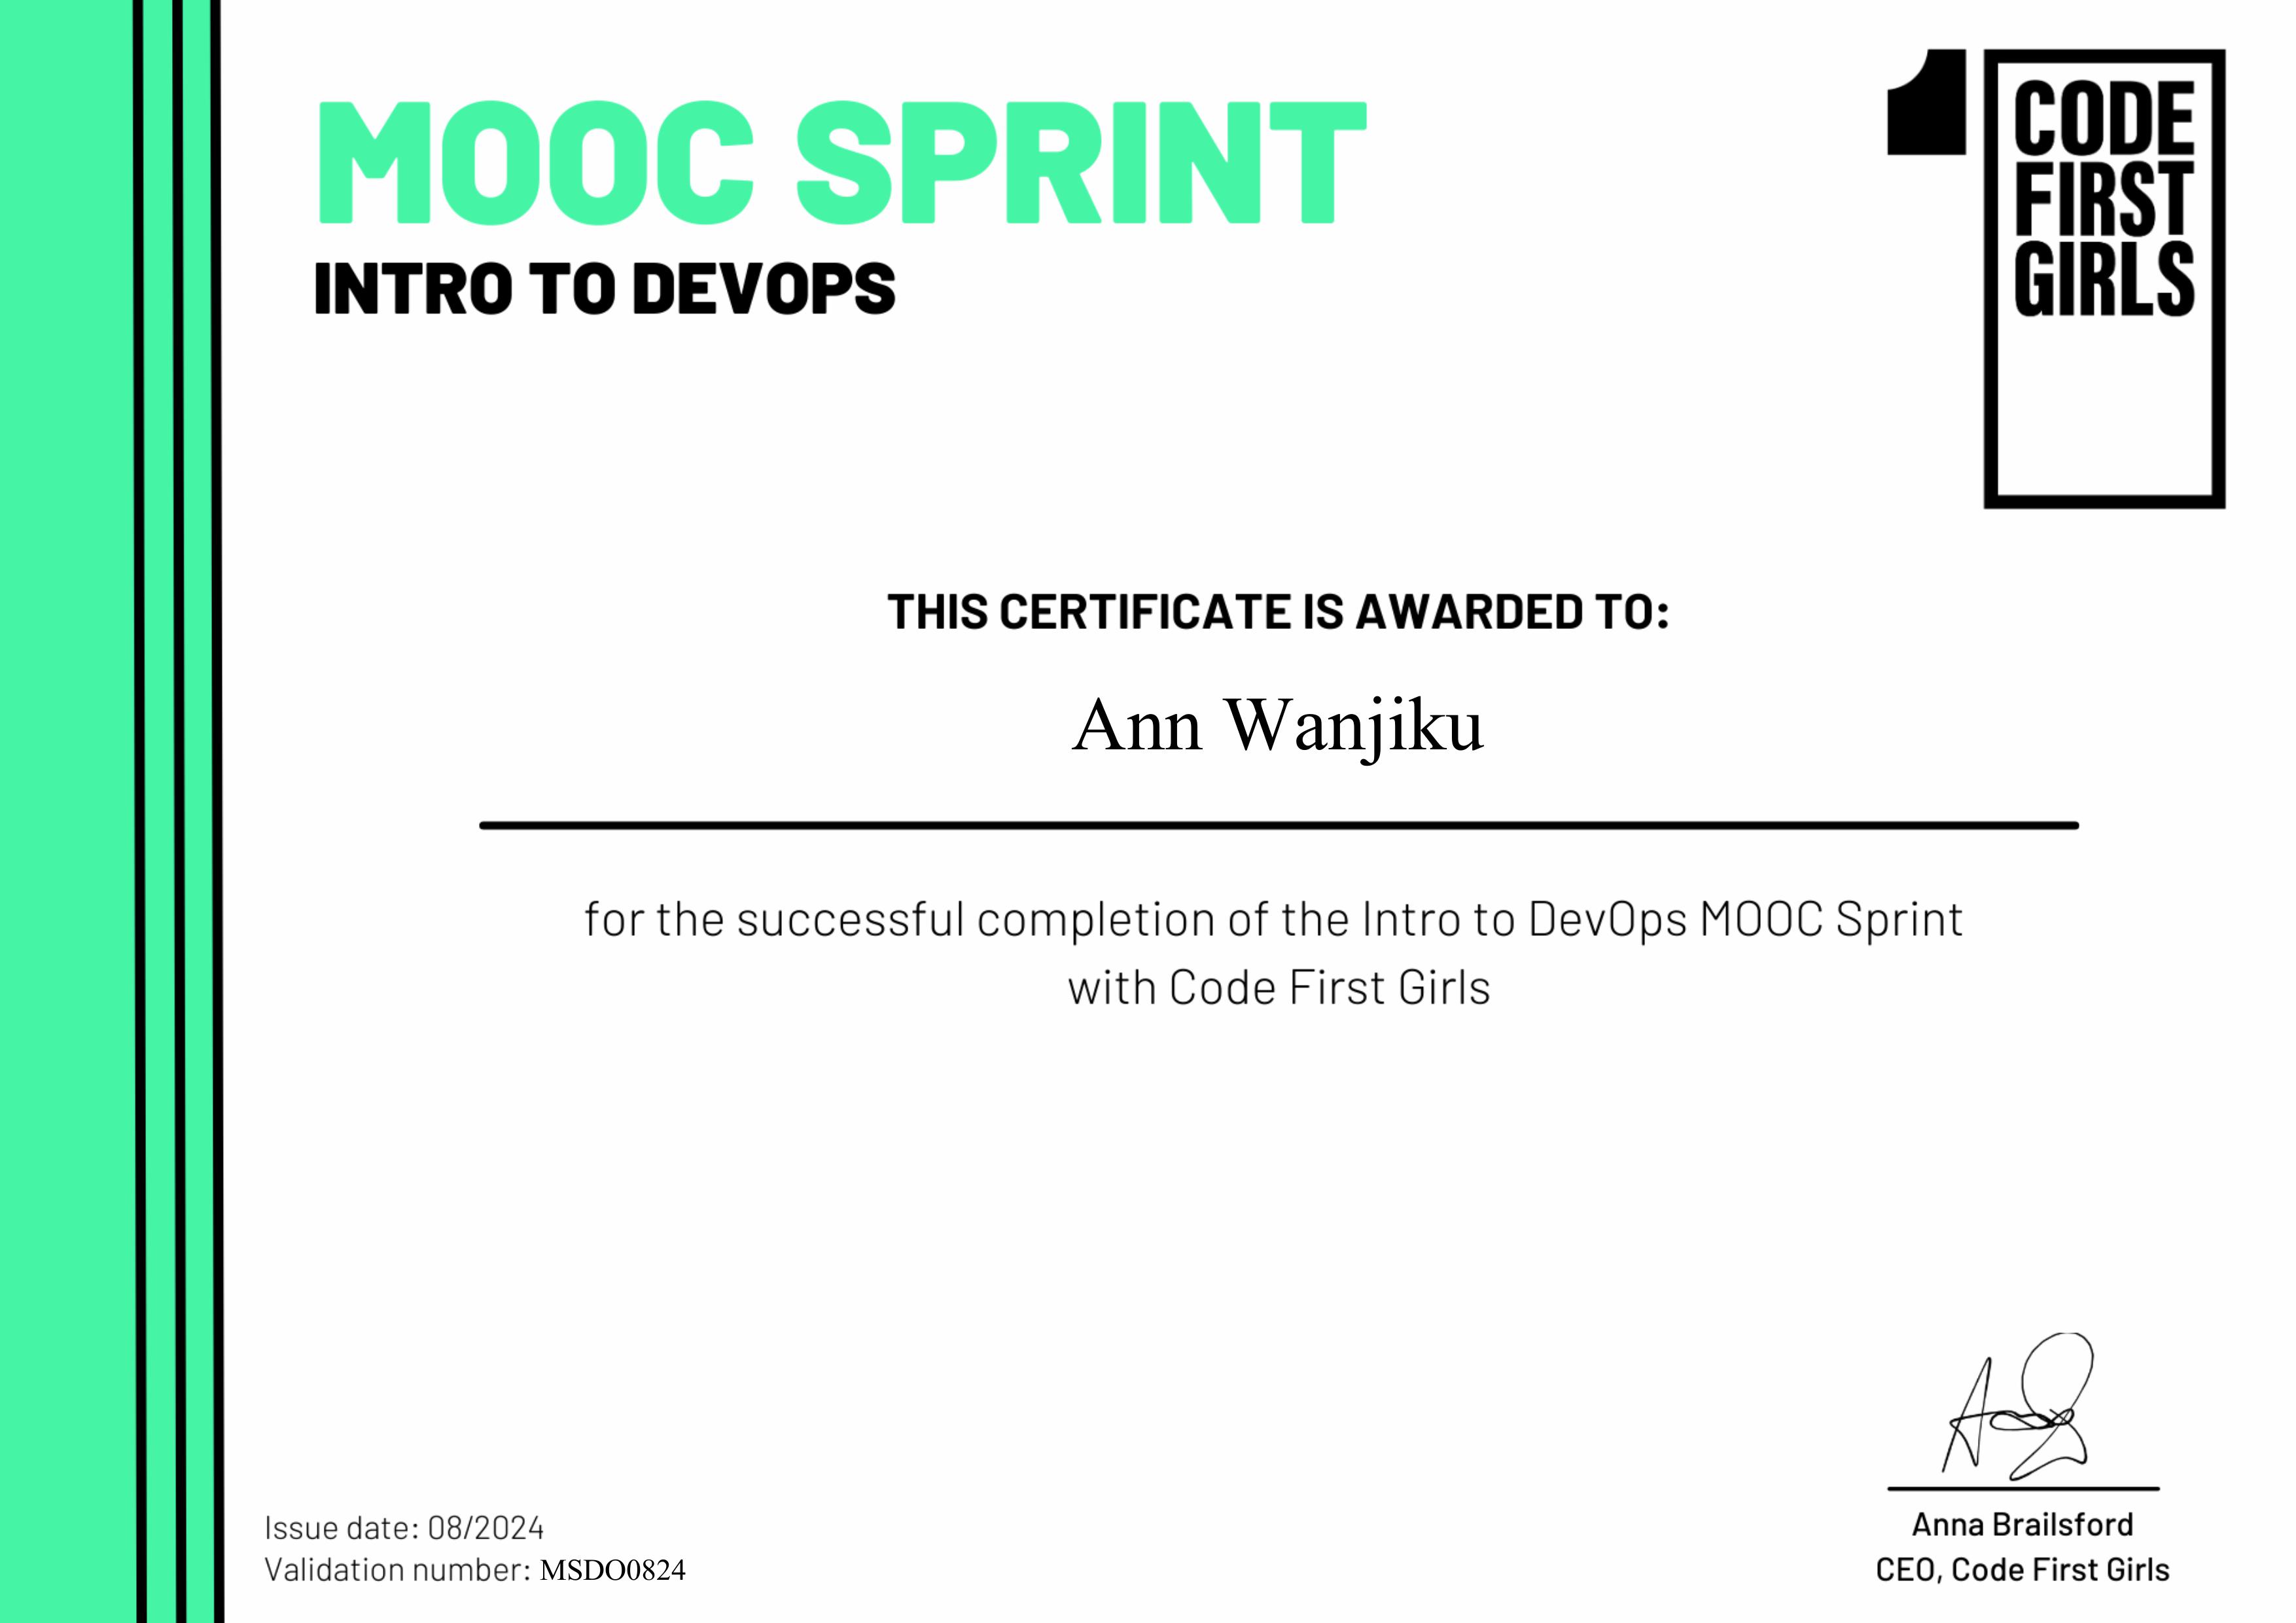 MOOC SPRINT
INTRO TO DEVOPS
CODE
FIRST
GIRLS
THIS CERTIFICATE IS AWARDED TO:
Ann Wanjiku
for the successful completion of the Intro to DevOps MOOC Sprint
with Code First Girls
Issue date: 08/2024
Validation number: MSDO0824
Anna Brailsford
CEO, Code First Girls